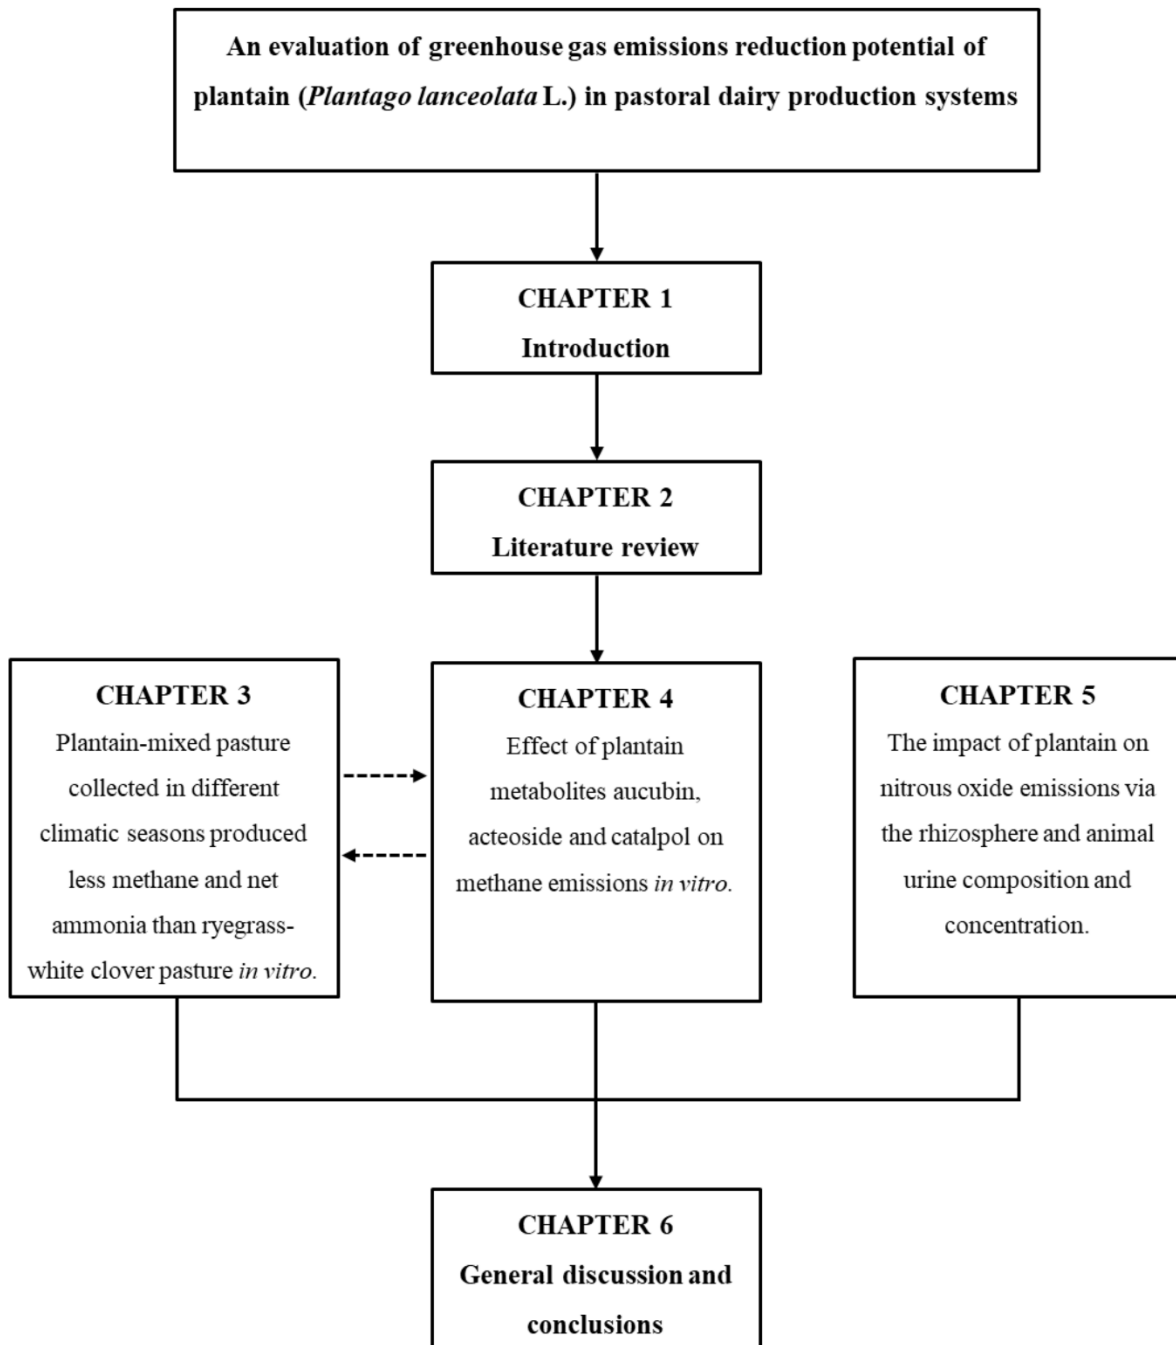 An evaluation of greenhouse gas emissions reduction potential of
plantain (Plantago lanceolata L.) in pastoral dairy production systems
CHAPTER 1
Introduction
CHAPTER 2
Literature review
CHAPTER 3
Plantain-mixed pasture
collected in different
climatic seasons produced
less methane and net
ammonia than ryegrass-
white clover pasture in vitro.
CHAPTER 4
Effect of plantain
metabolites aucubin,
acteoside and catalpol on
methane emissions in vitro.
CHAPTER 5
The impact of plantain on
nitrous oxide emissions via
the rhizosphere and animal
urine composition and
concentration.
CHAPTER 6
General discussion and
conclusions